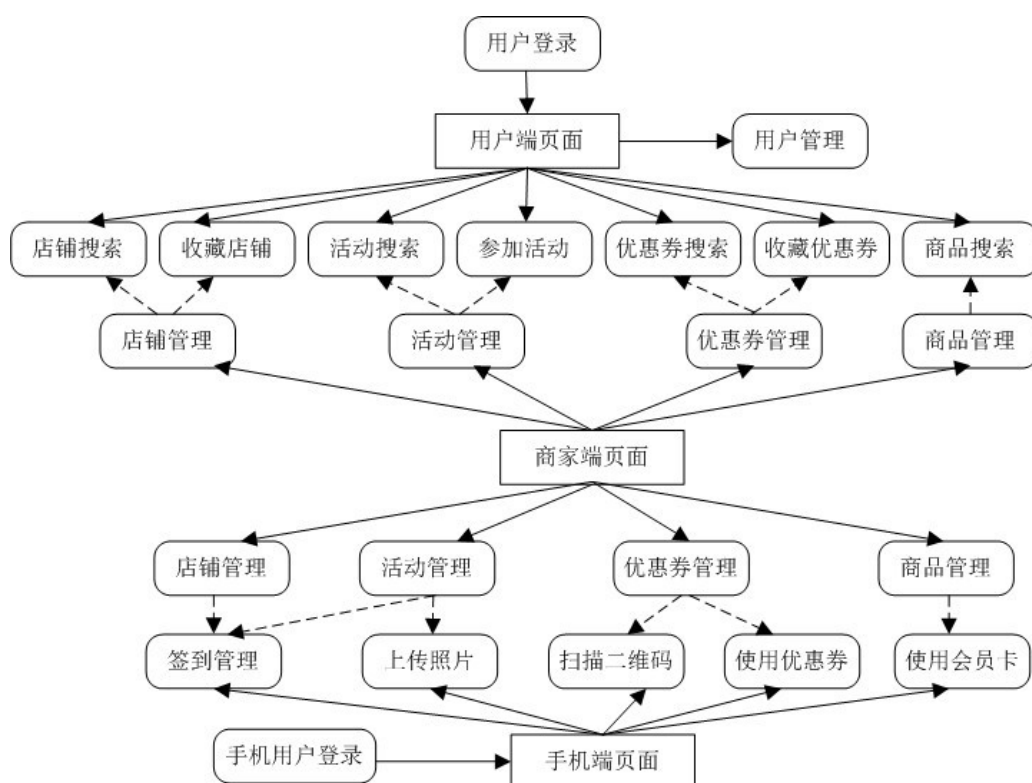 用户登录
用户端页面
用户管理
店铺搜索
收藏店铺
活动搜索
参加活动
优惠券搜索
收藏优惠券
商品搜索
店铺管理
活动管理
优惠券管理
商品管理
商家端页面
店铺管理
活动管理
优惠券管理
商品管理
签到管理
上传照片
扫描二维码
使用优惠券
使用会员卡
手机用户登录
手机端页面